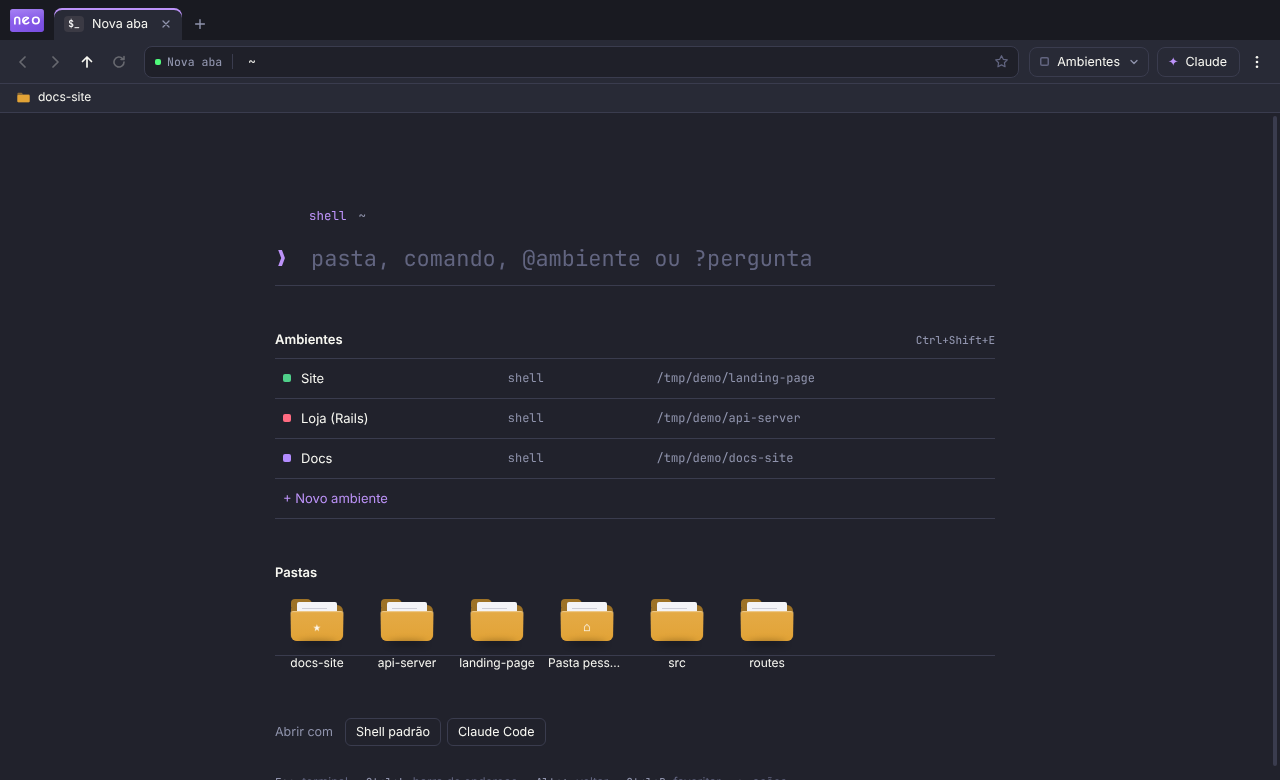 neo
$_ Nova aba
Nova aba ~
Ambientes
Claude
docs-site
shell ~
❯ pasta, comando, @ambiente ou ?pergunta
Ambientes Ctrl+Shift+E
Site shell /tmp/demo/landing-page
Loja (Rails) shell /tmp/demo/api-server
Docs shell /tmp/demo/docs-site
+ Novo ambiente
Pastas
docs-site api-server landing-page Pasta pess... src routes
Abrir com Shell padrão Claude Code